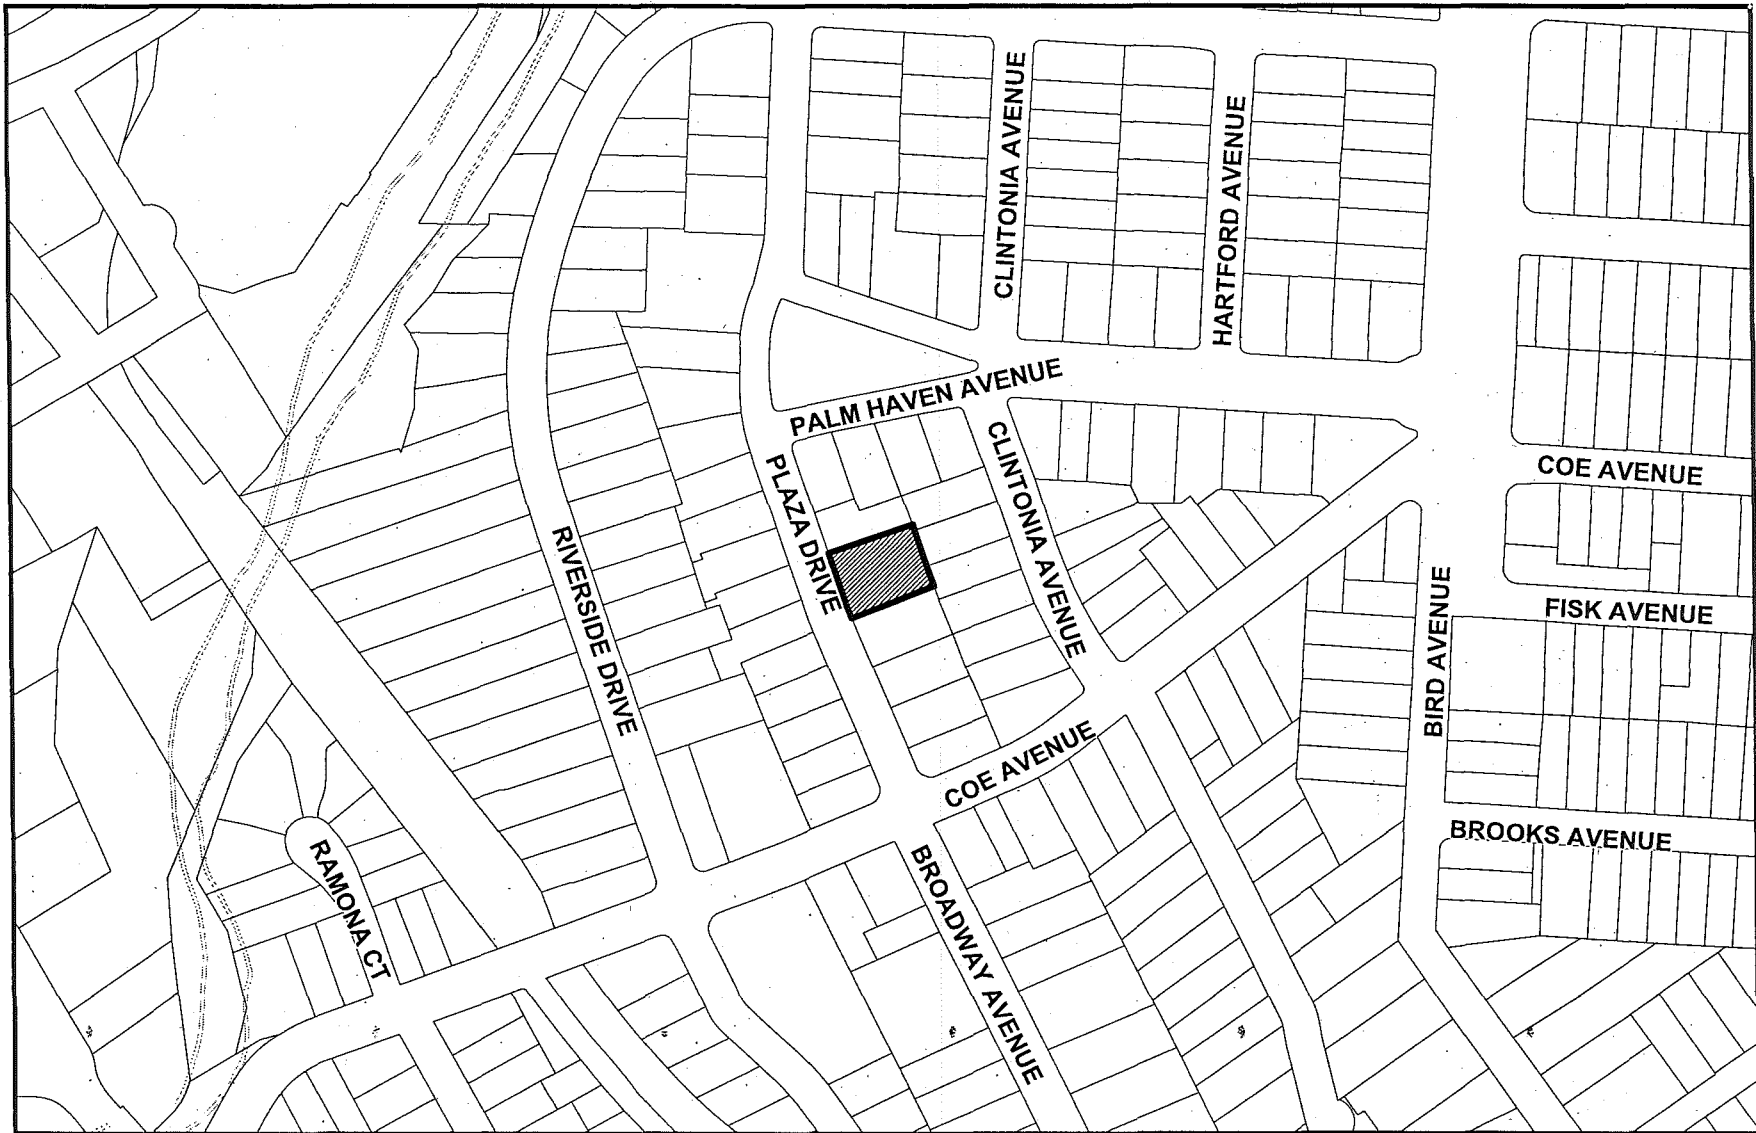 CLINTONIA AVENUE
HARTFORD AVENUE
PALM HAVEN AVENUE
CLINTONIA AVENUE
COE AVENUE
PLAZA DRIVE
RIVERSIDE DRIVE
BIRD AVENUE
FISK AVENUE
COE AVENUE
BROOKS AVENUE
RAMONA CT
BROADWAY AVENUE